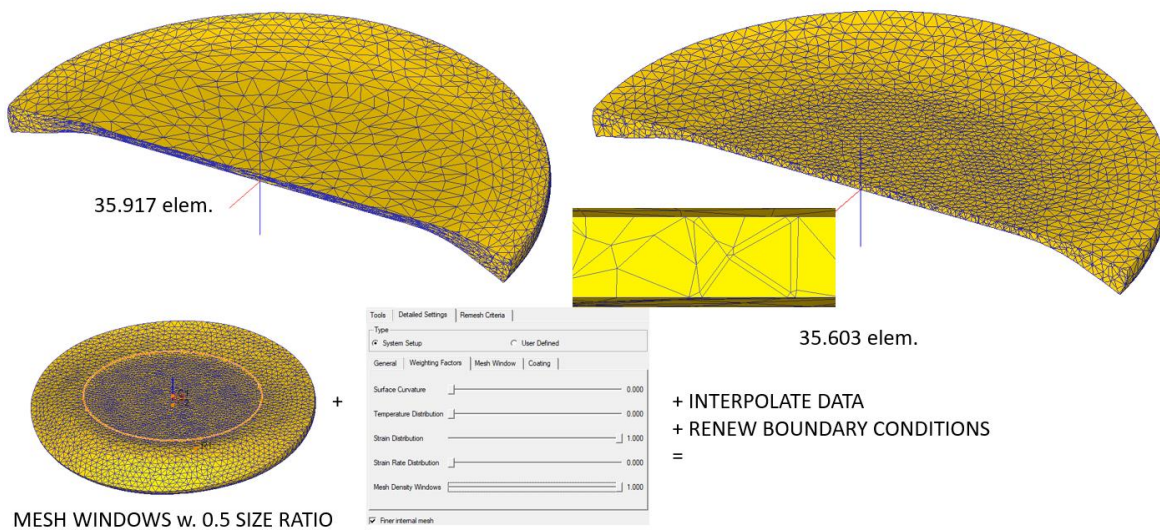 35.917 elem.
35.603 elem.
Tools
Detailed Settings
Remesh Criteria
Type
System Setup
User Defined
General
Weighting Factors
Mesh Window
Coating
Surface Curvature
0.000
Temperature Distribution
0.000
Strain Distribution
1.000
Strain Rate Distribution
0.000
Mesh Density Windows
1.000
Finer internal mesh
+
+ INTERPOLATE DATA
+ RENEW BOUNDARY CONDITIONS
=
MESH WINDOWS w. 0.5 SIZE RATIO